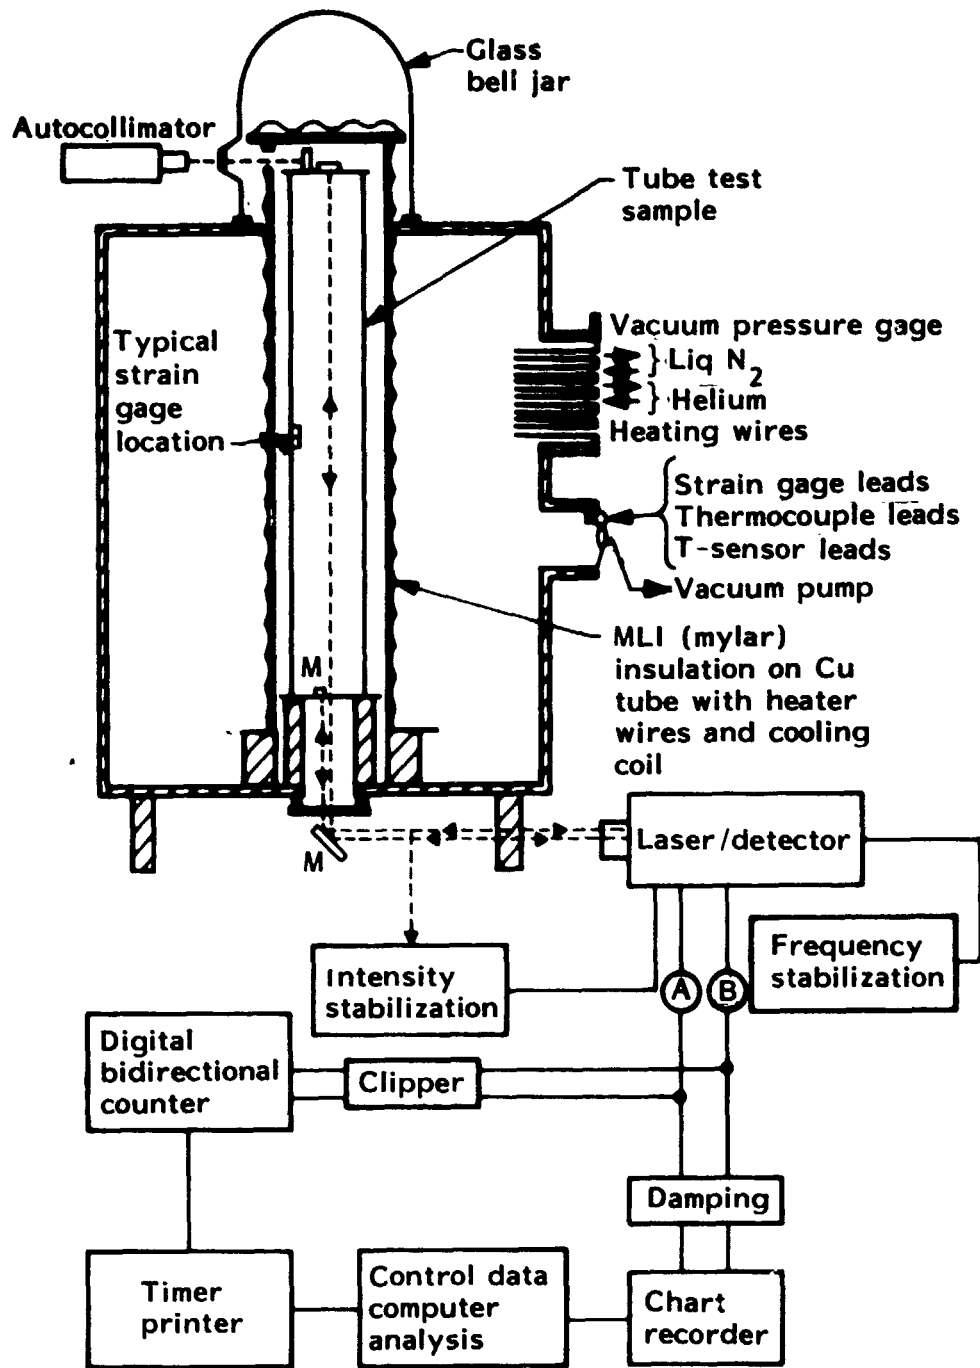 Glass
bell jar
Autocollimator
Tube test
sample
Typical
strain
gage
location
Vacuum pressure gage
} Liq N2
} Helium
Heating wires
Strain gage leads
Thermocouple leads
T-sensor leads
Vacuum pump
MLI (mylar)
insulation on Cu
tube with heater
wires and cooling
coil
M
M
Laser/detector
Intensity
stabilization
A
B
Frequency
stabilization
Digital
bidirectional
counter
Clipper
Damping
Timer
printer
Control data
computer
analysis
Chart
recorder